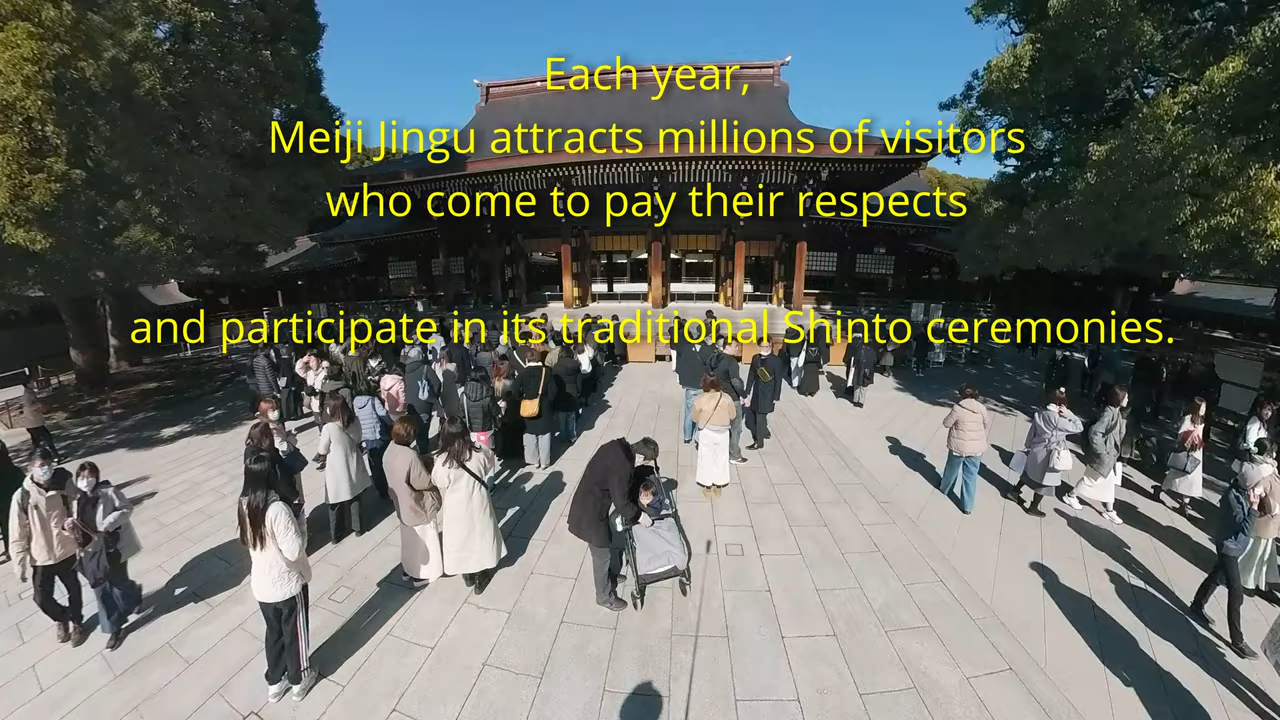 Each year,
Meiji Jingu attracts millions of visitors
who come to pay their respects
and participate in its traditional Shinto ceremonies.